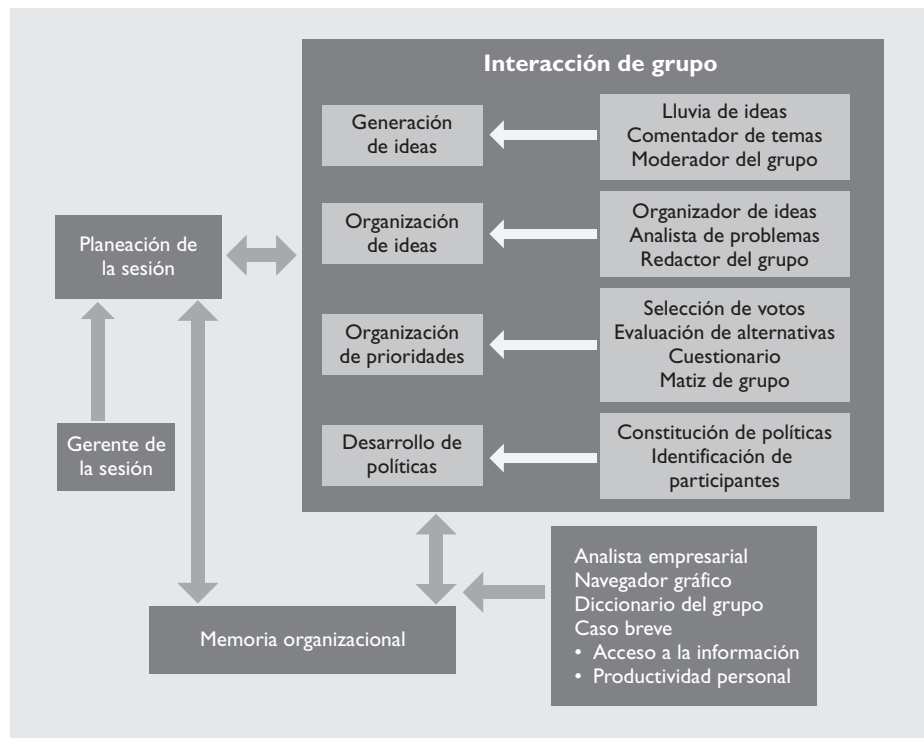 Interacción de grupo
Generación
de ideas
Lluvia de ideas
Comentador de temas
Moderador del grupo
Organización
de ideas
Organizador de ideas
Analista de problemas
Redactor del grupo
Planeación de
la sesión
Organización
de prioridades
Selección de votos
Evaluación de alternativas
Cuestionario
Matiz de grupo
Gerente de
la sesión
Desarrollo de
políticas
Constitución de políticas
Identificación de
participantes
Memoria organizacional
Analista empresarial
Navegador gráfico
Diccionario del grupo
Caso breve
• Acceso a la información
• Productividad personal